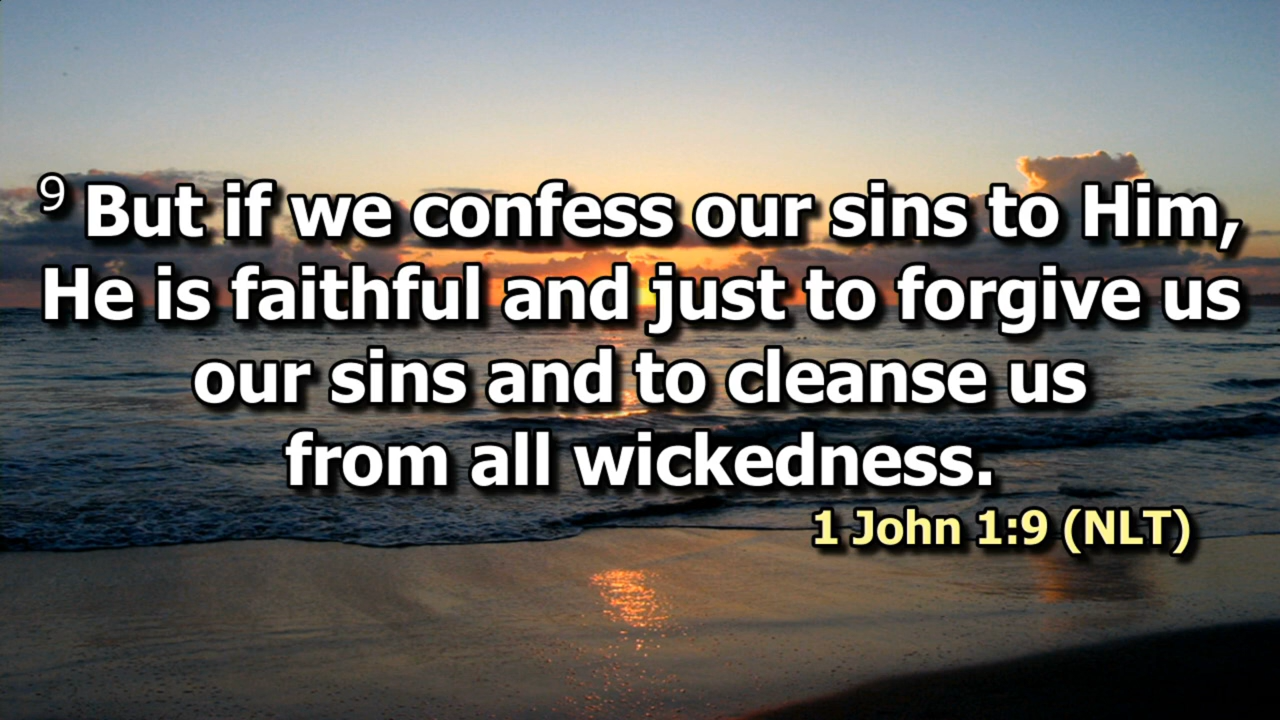 9 But if we confess our sins to Him,
He is faithful and just to forgive us
our sins and to cleanse us
from all wickedness.
1 John 1:9 (NLT)